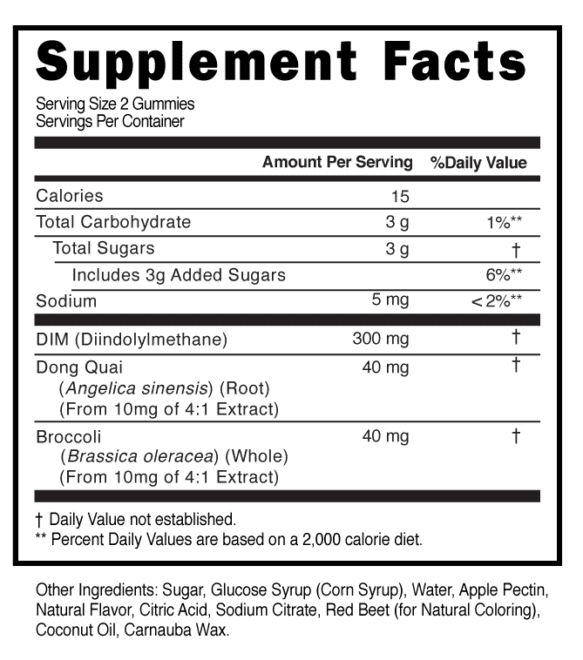 Supplement Facts
Serving Size 2 Gummies
Servings Per Container
Amount Per Serving %Daily Value
Calories 15
Total Carbohydrate 3 g 1%**
Total Sugars 3 g †
Includes 3g Added Sugars 6%**
Sodium 5 mg <2%**
DIM (Diindolylmethane) 300 mg †
Dong Quai 40 mg †
(Angelica sinensis) (Root)
(From 10mg of 4:1 Extract)
Broccoli 40 mg †
(Brassica oleracea) (Whole)
(From 10mg of 4:1 Extract)
† Daily Value not established.
** Percent Daily Values are based on a 2,000 calorie diet.
Other Ingredients: Sugar, Glucose Syrup (Corn Syrup), Water, Apple Pectin,
Natural Flavor, Citric Acid, Sodium Citrate, Red Beet (for Natural Coloring),
Coconut Oil, Carnauba Wax.